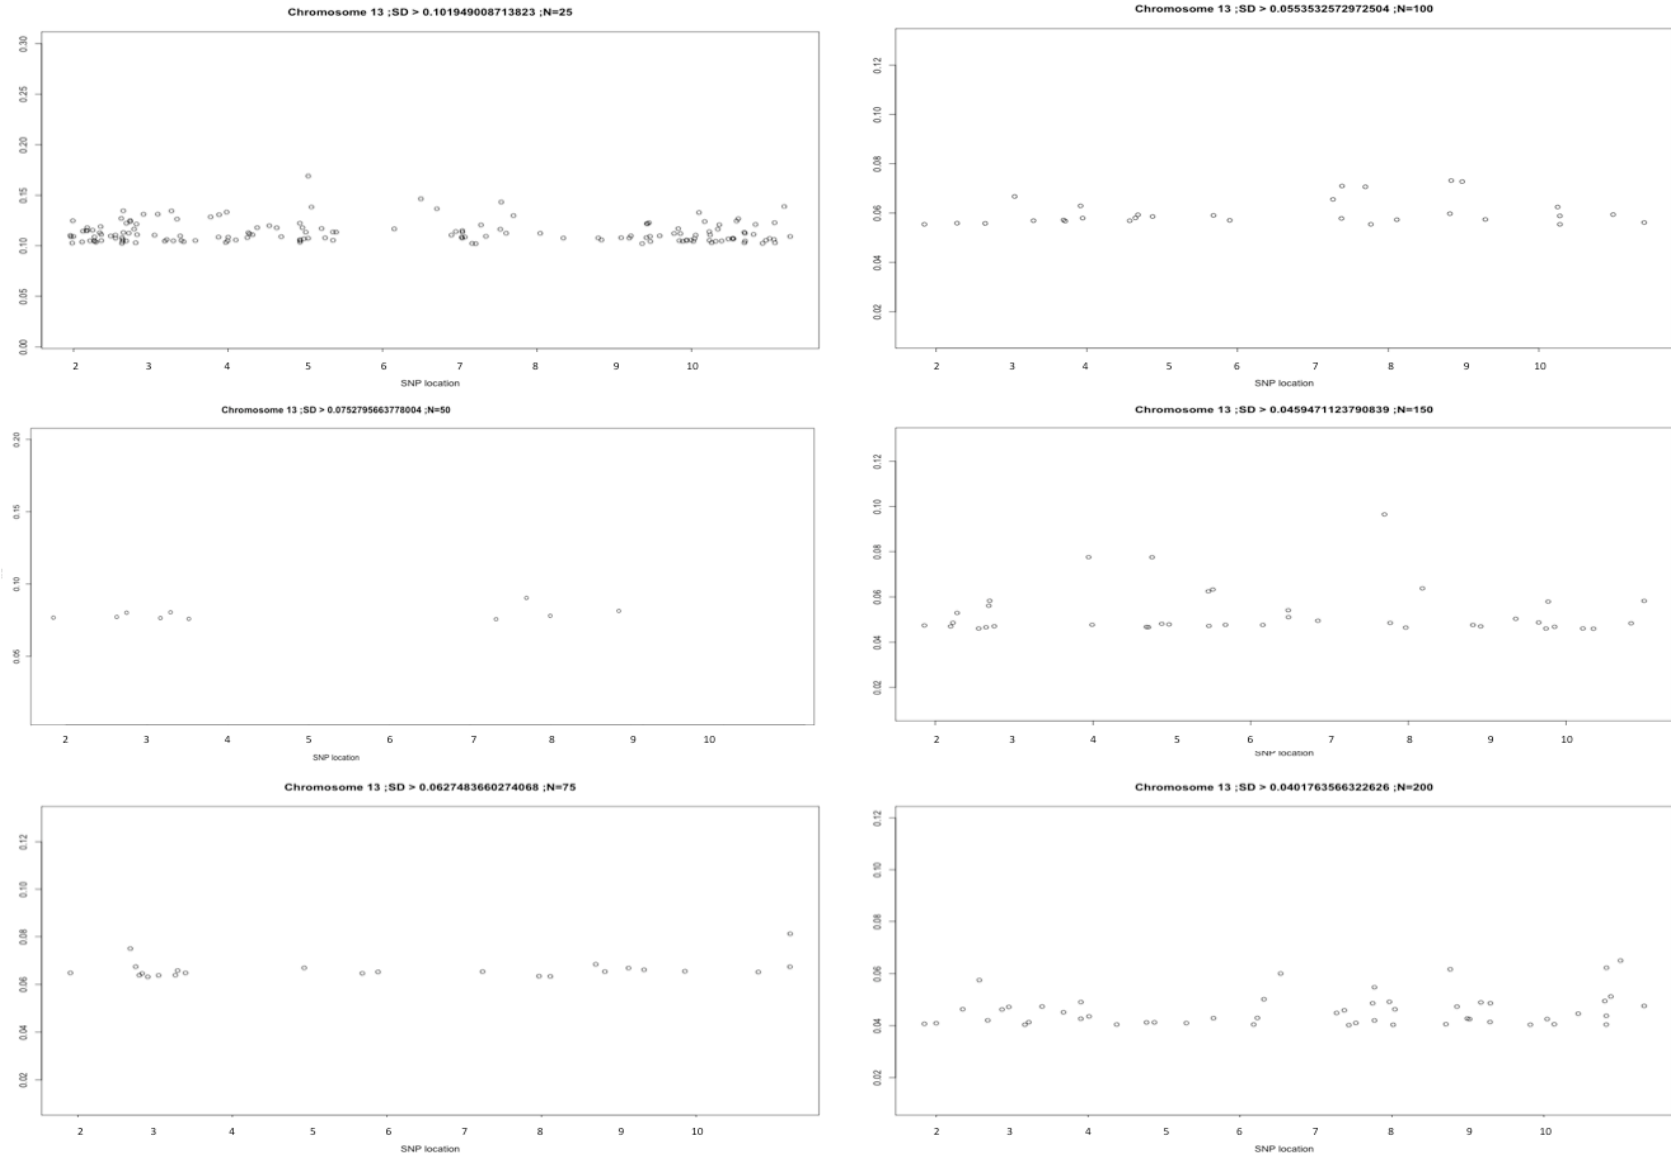 Chromosome 13 ;SD > 0.101949008713823 ;N=25
0.30
0.25
0.20
0.15
0.10
0.05
0.00
2 3 4 5 6 7 8 9 10
SNP location
Chromosome 13 ;SD > 0.0553532572972504 ;N=100
0.12
0.10
0.08
0.06
0.04
0.02
2 3 4 5 6 7 8 9 10
SNP location
Chromosome 13 ;SD > 0.0752795663778004 ;N=50
0.20
0.15
0.10
0.05
2 3 4 5 6 7 8 9 10
SNP location
Chromosome 13 ;SD > 0.0459471123790839 ;N=150
0.12
0.10
0.08
0.06
0.04
0.02
2 3 4 5 6 7 8 9 10
SNP location
Chromosome 13 ;SD > 0.0627483660274068 ;N=75
0.12
0.10
0.08
0.06
0.04
0.02
2 3 4 5 6 7 8 9 10
SNP location
Chromosome 13 ;SD > 0.0401763566322626 ;N=200
0.12
0.10
0.08
0.06
0.04
0.02
2 3 4 5 6 7 8 9 10
SNP location